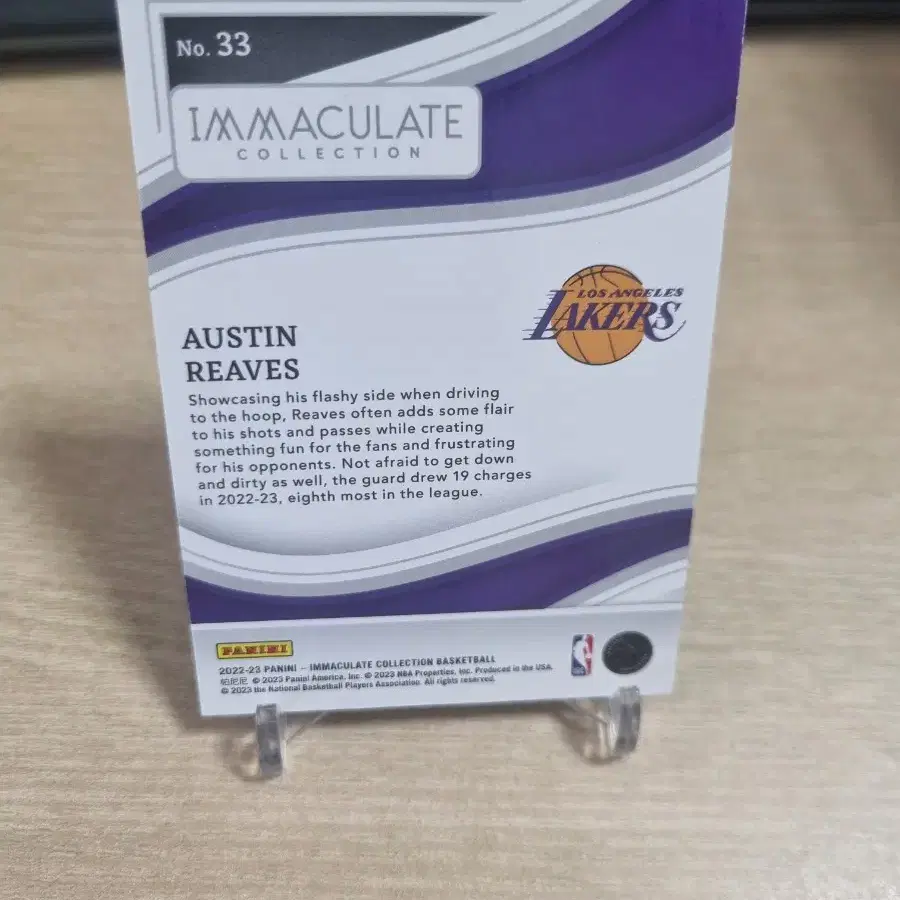 No. 33
IMMACULATE
COLLECTION
LOS ANGELES
LAKERS
AUSTIN
REAVES
Showcasing his flashy side when driving
to the hoop, Reaves often adds some flair
to his shots and passes while creating
something fun for the fans and frustrating
for his opponents. Not afraid to get down
and dirty as well, the guard drew 19 charges
in 2022-23, eighth most in the league.
PANINI
2022-23 PANINI – IMMACULATE COLLECTION BASKETBALL
帕尼尼 © 2023 Panini America, Inc. © 2023 NBA Properties, Inc. Produced in the USA.
© 2023 the National Basketball Players Association. All rights reserved.